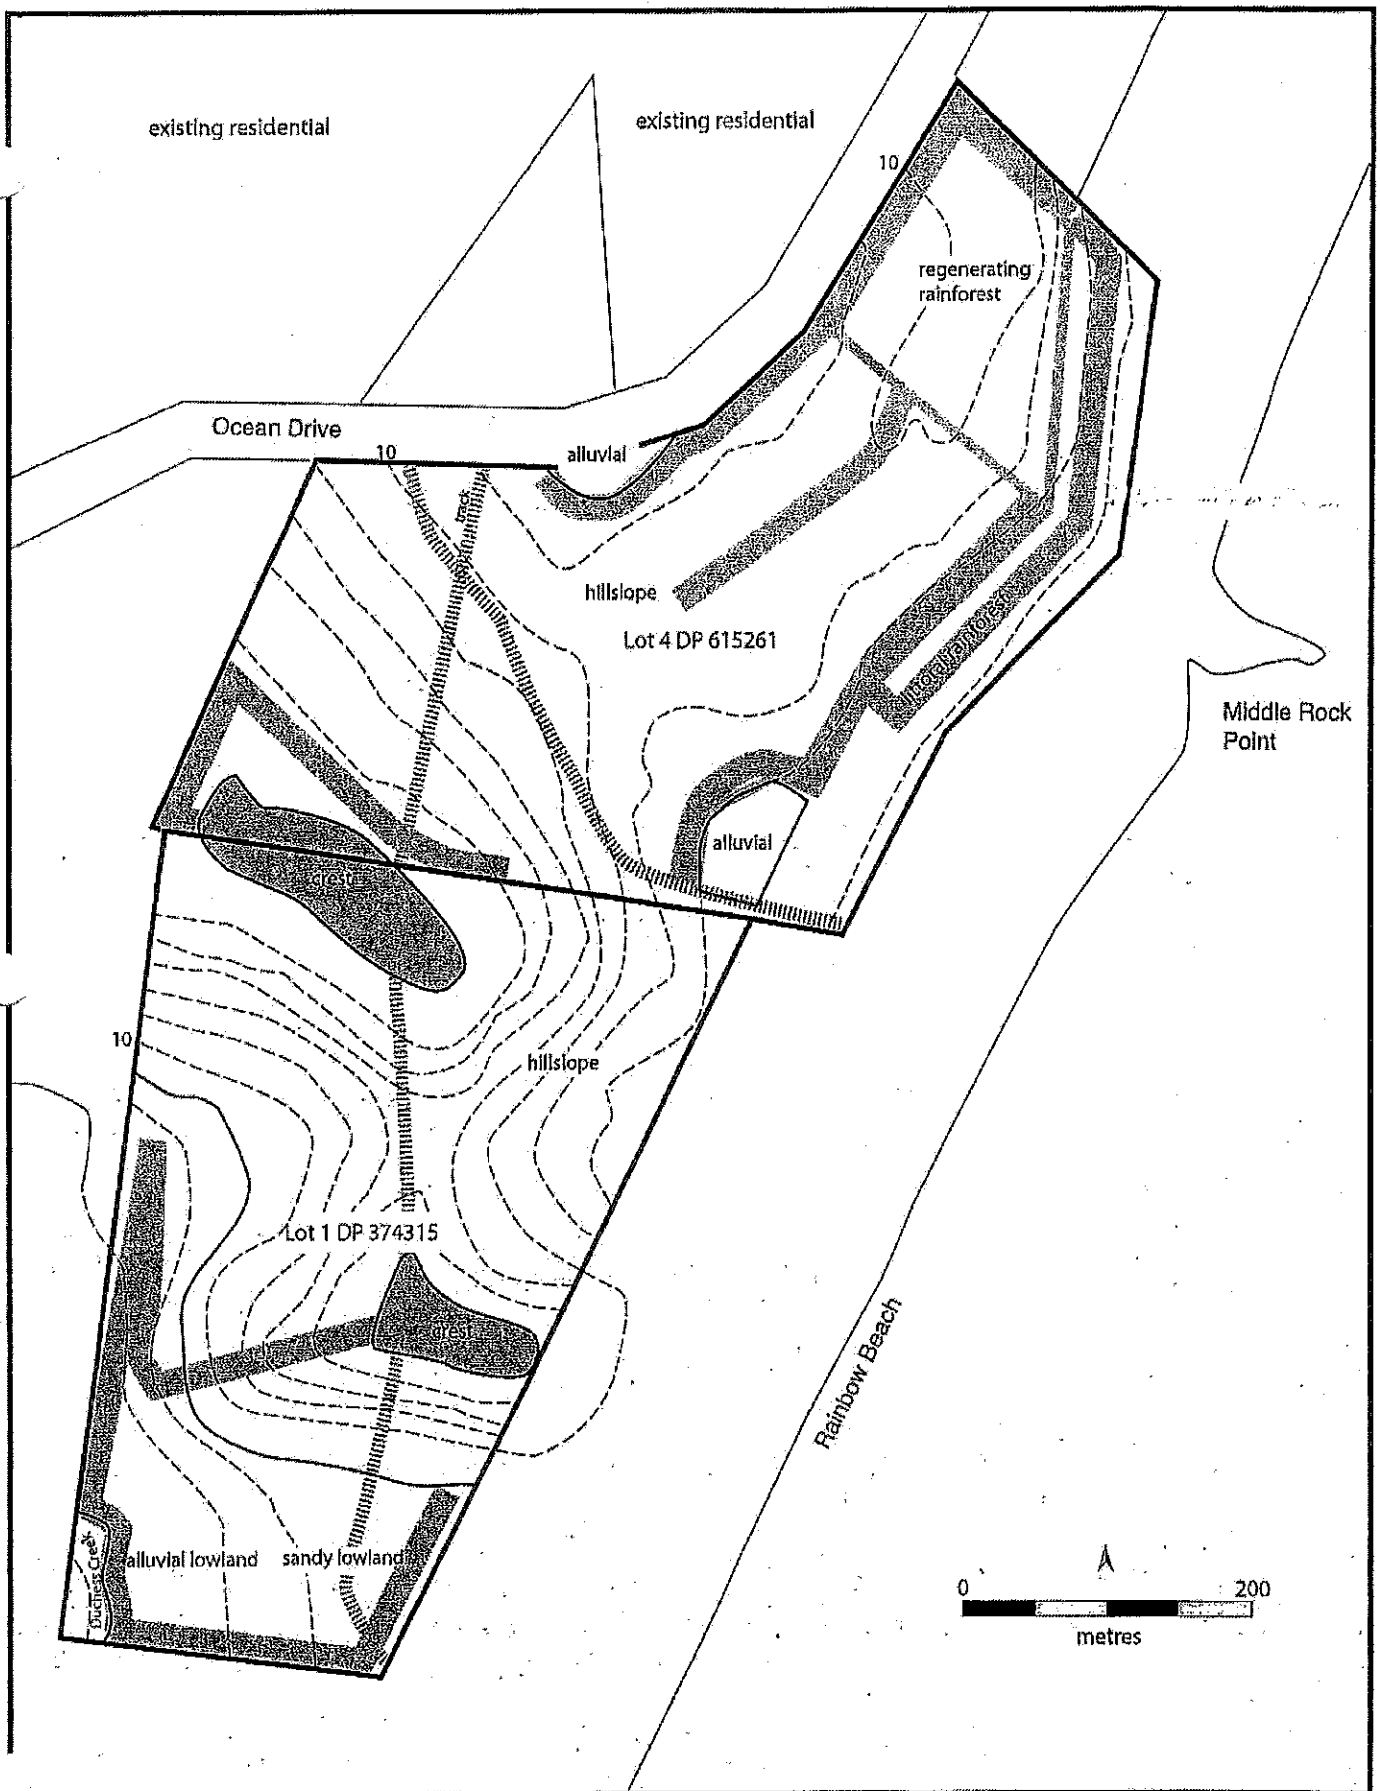 existing residential
existing residential
10
regenerating
rainforest
Ocean Drive
10
alluvial
track
hillslope
Lot 4 DP 615261
littoral rainforest
Middle Rock
Point
alluvial
crest
10
hillslope
Lot 1 DP 374315
crest
Rainbow Beach
Duchess Creek
alluvial lowland
sandy lowland
0
200
metres